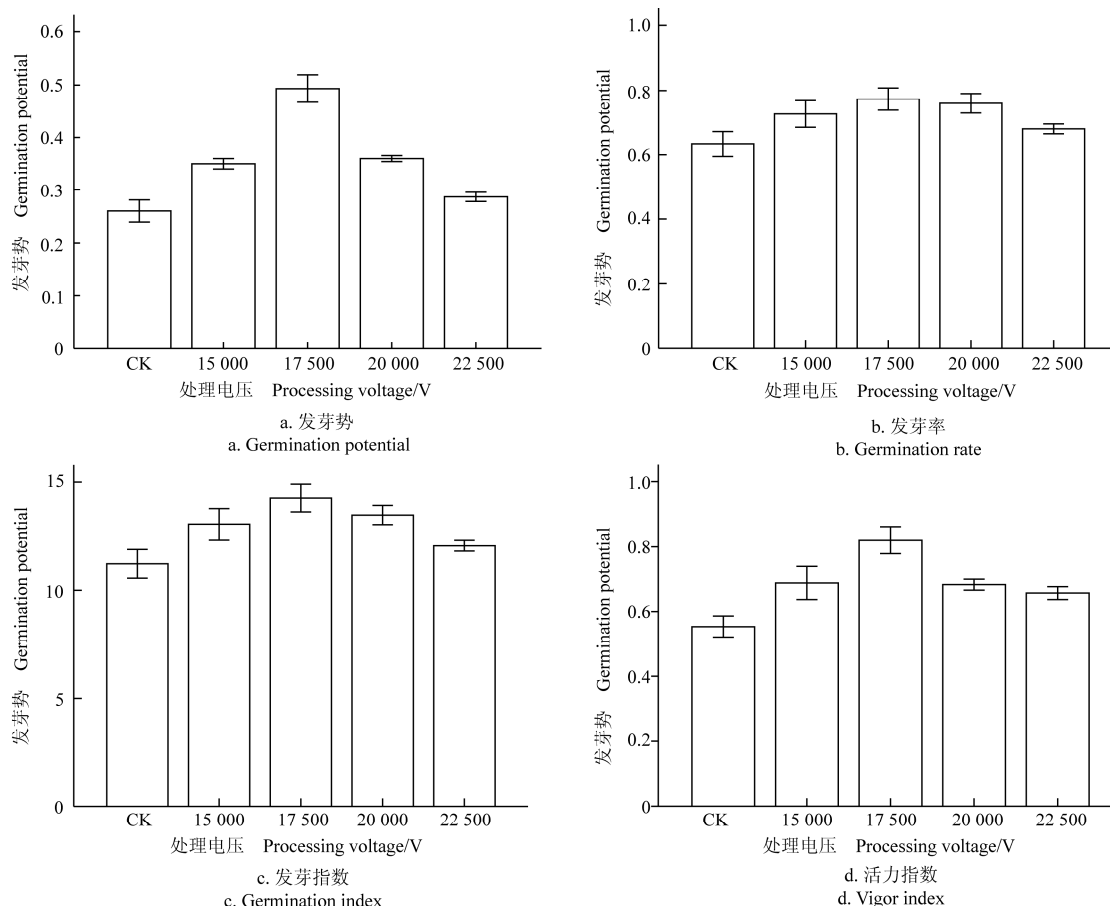 0.6
0.5
0.4
0.3
0.2
0.1
0
发芽势 Germination potential
CK 15 000 17 500 20 000 22 500
处理电压 Processing voltage/V
a. 发芽势
a. Germination potential
1.0
0.8
0.6
0.4
0.2
0
发芽势 Germination potential
CK 15 000 17 500 20 000 22 500
处理电压 Processing voltage/V
b. 发芽率
b. Germination rate
15
10
5
0
发芽势 Germination potential
CK 15 000 17 500 20 000 22 500
处理电压 Processing voltage/V
c. 发芽指数
c. Germination index
1.0
0.8
0.6
0.4
0.2
0
发芽势 Germination potential
CK 15 000 17 500 20 000 22 500
处理电压 Processing voltage/V
d. 活力指数
d. Vigor index